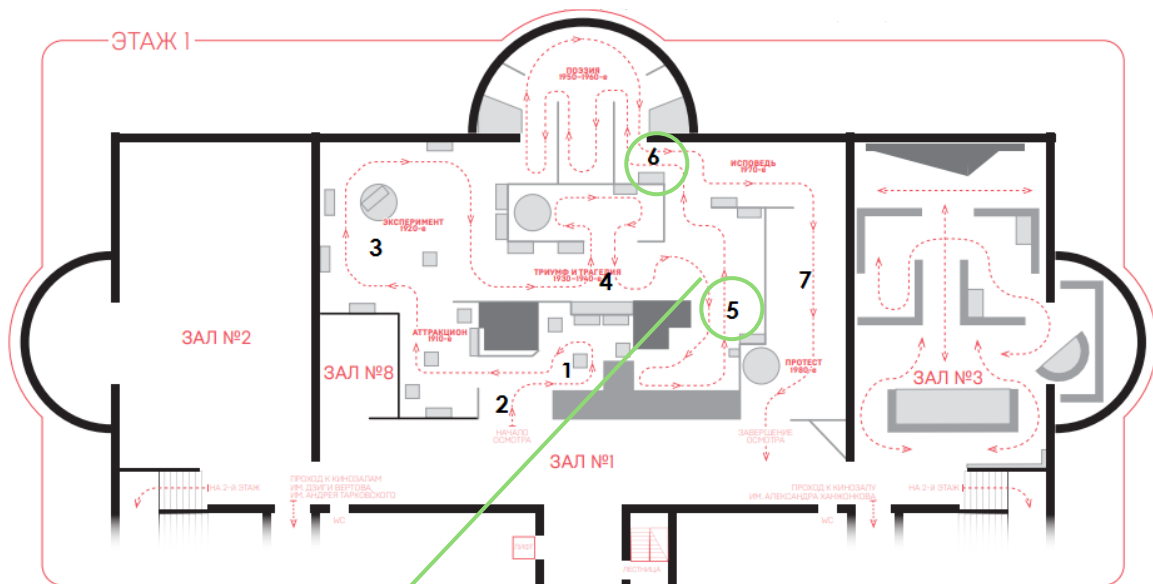 ЭТАЖ 1
ПОЭЗИЯ
1950–1960-е
6
ИСПОВЕДЬ
1970-е
ЭКСПЕРИМЕНТ
1920-е
3
ТРИУМФ И ТРАГЕДИЯ
1930–1940-е
4
7
5
ЗАЛ №2
АТТРАКЦИОН
1910-е
ЗАЛ №8
1
ПРОТЕСТ
1980-е
ЗАЛ №3
2
НАЧАЛО
ОСМОТРА
ЗАВЕРШЕНИЕ
ОСМОТРА
ЗАЛ №1
НА 2-й ЭТАЖ
ПРОХОД К КИНОЗАЛАМ
ИМ. ДЗИГИ ВЕРТОВА,
ИМ. АНДРЕЯ ТАРКОВСКОГО
ПРОХОД К КИНОЗАЛУ
ИМ. АЛЕКСАНДРА ХАНЖОНКОВА
НА 2-й ЭТАЖ
WC
WC
ЛИФТ
ЛЕСТНИЦА